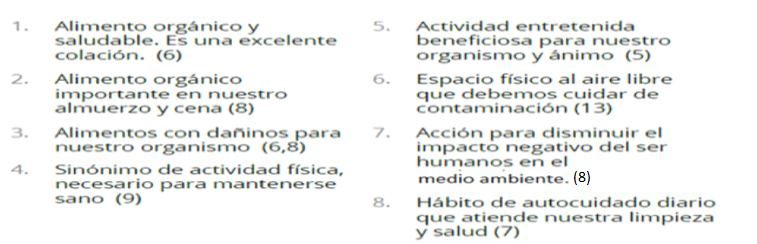 1. Alimento orgánico y
saludable. Es una excelente
colación. (6)
2. Alimento orgánico
importante en nuestro
almuerzo y cena (8)
3. Alimentos con dañinos para
nuestro organismo (6,8)
4. Sinónimo de actividad física,
necesario para mantenerse
sano (9)
5. Actividad entretenida
beneficiosa para nuestro
organismo y ánimo (5)
6. Espacio físico al aire libre
que debemos cuidar de
contaminación (13)
7. Acción para disminuir el
impacto negativo del ser
humanos en el
medio ambiente. (8)
8. Hábito de autocuidado diario
que atiende nuestra limpieza
y salud (7)